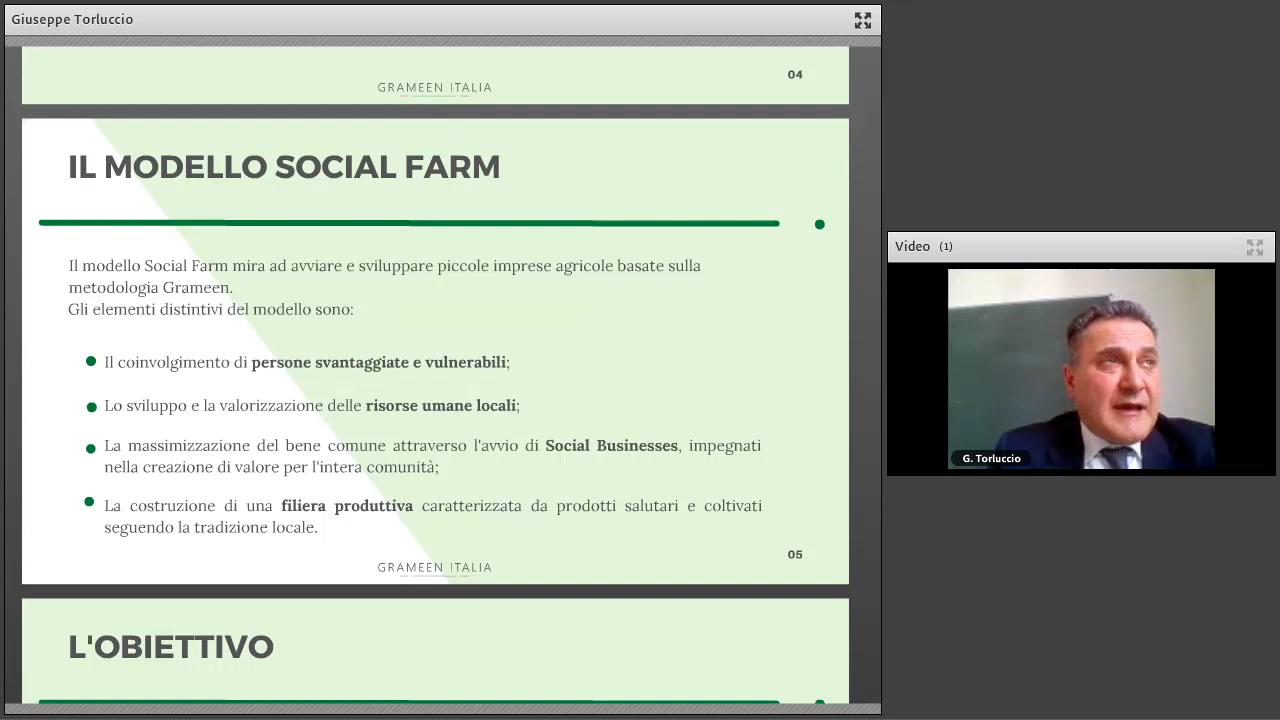 Giuseppe Torluccio
GRAMEEN ITALIA
04
IL MODELLO SOCIAL FARM
Il modello Social Farm mira ad avviare e sviluppare piccole imprese agricole basate sulla
metodologia Grameen.
Gli elementi distintivi del modello sono:
Il coinvolgimento di persone svantaggiate e vulnerabili;
Lo sviluppo e la valorizzazione delle risorse umane locali;
La massimizzazione del bene comune attraverso l'avvio di Social Businesses, impegnati
nella creazione di valore per l'intera comunità;
La costruzione di una filiera produttiva caratterizzata da prodotti salutari e coltivati
seguendo la tradizione locale.
GRAMEEN ITALIA
05
L'OBIETTIVO
Video (1)
G. Torluccio